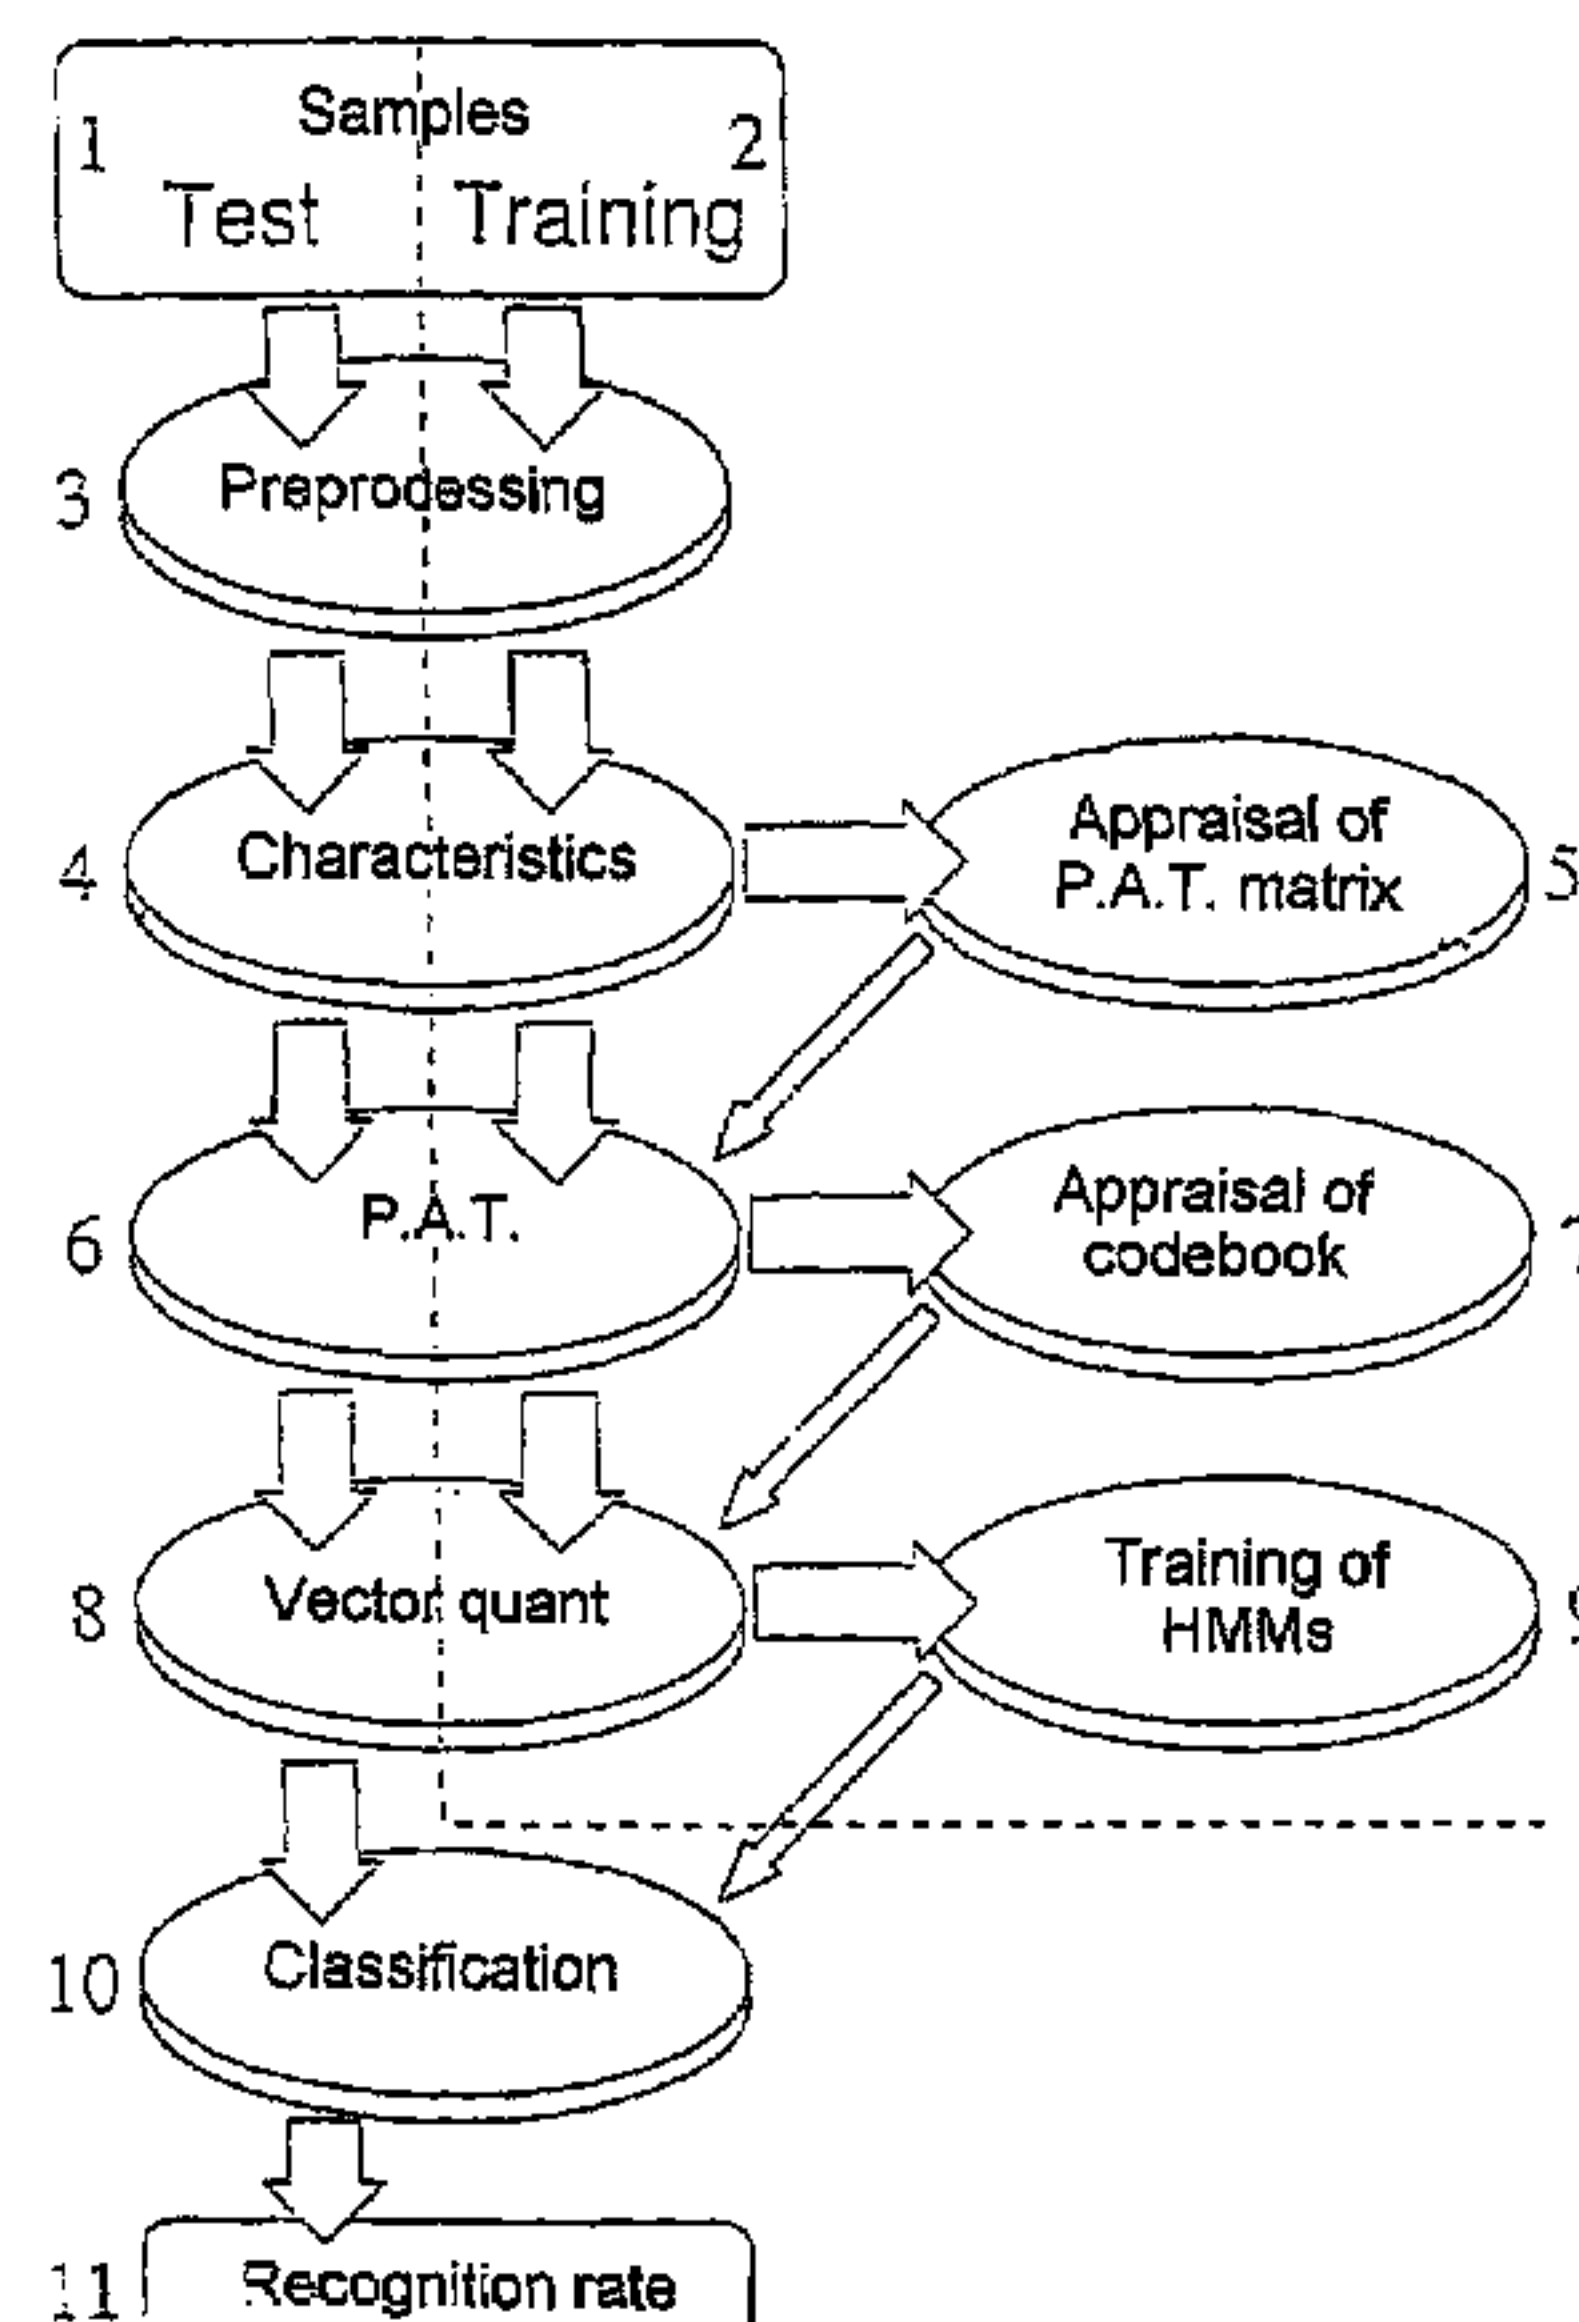 Samples
1 2
Test Training
3 Preprocessing
4 Characteristics
Appraisal of
P.A.T. matrix 5
6 P.A.T.
Appraisal of
codebook
8 Vector quant
Training of
HMMs
10 Classification
11 Recognition rate